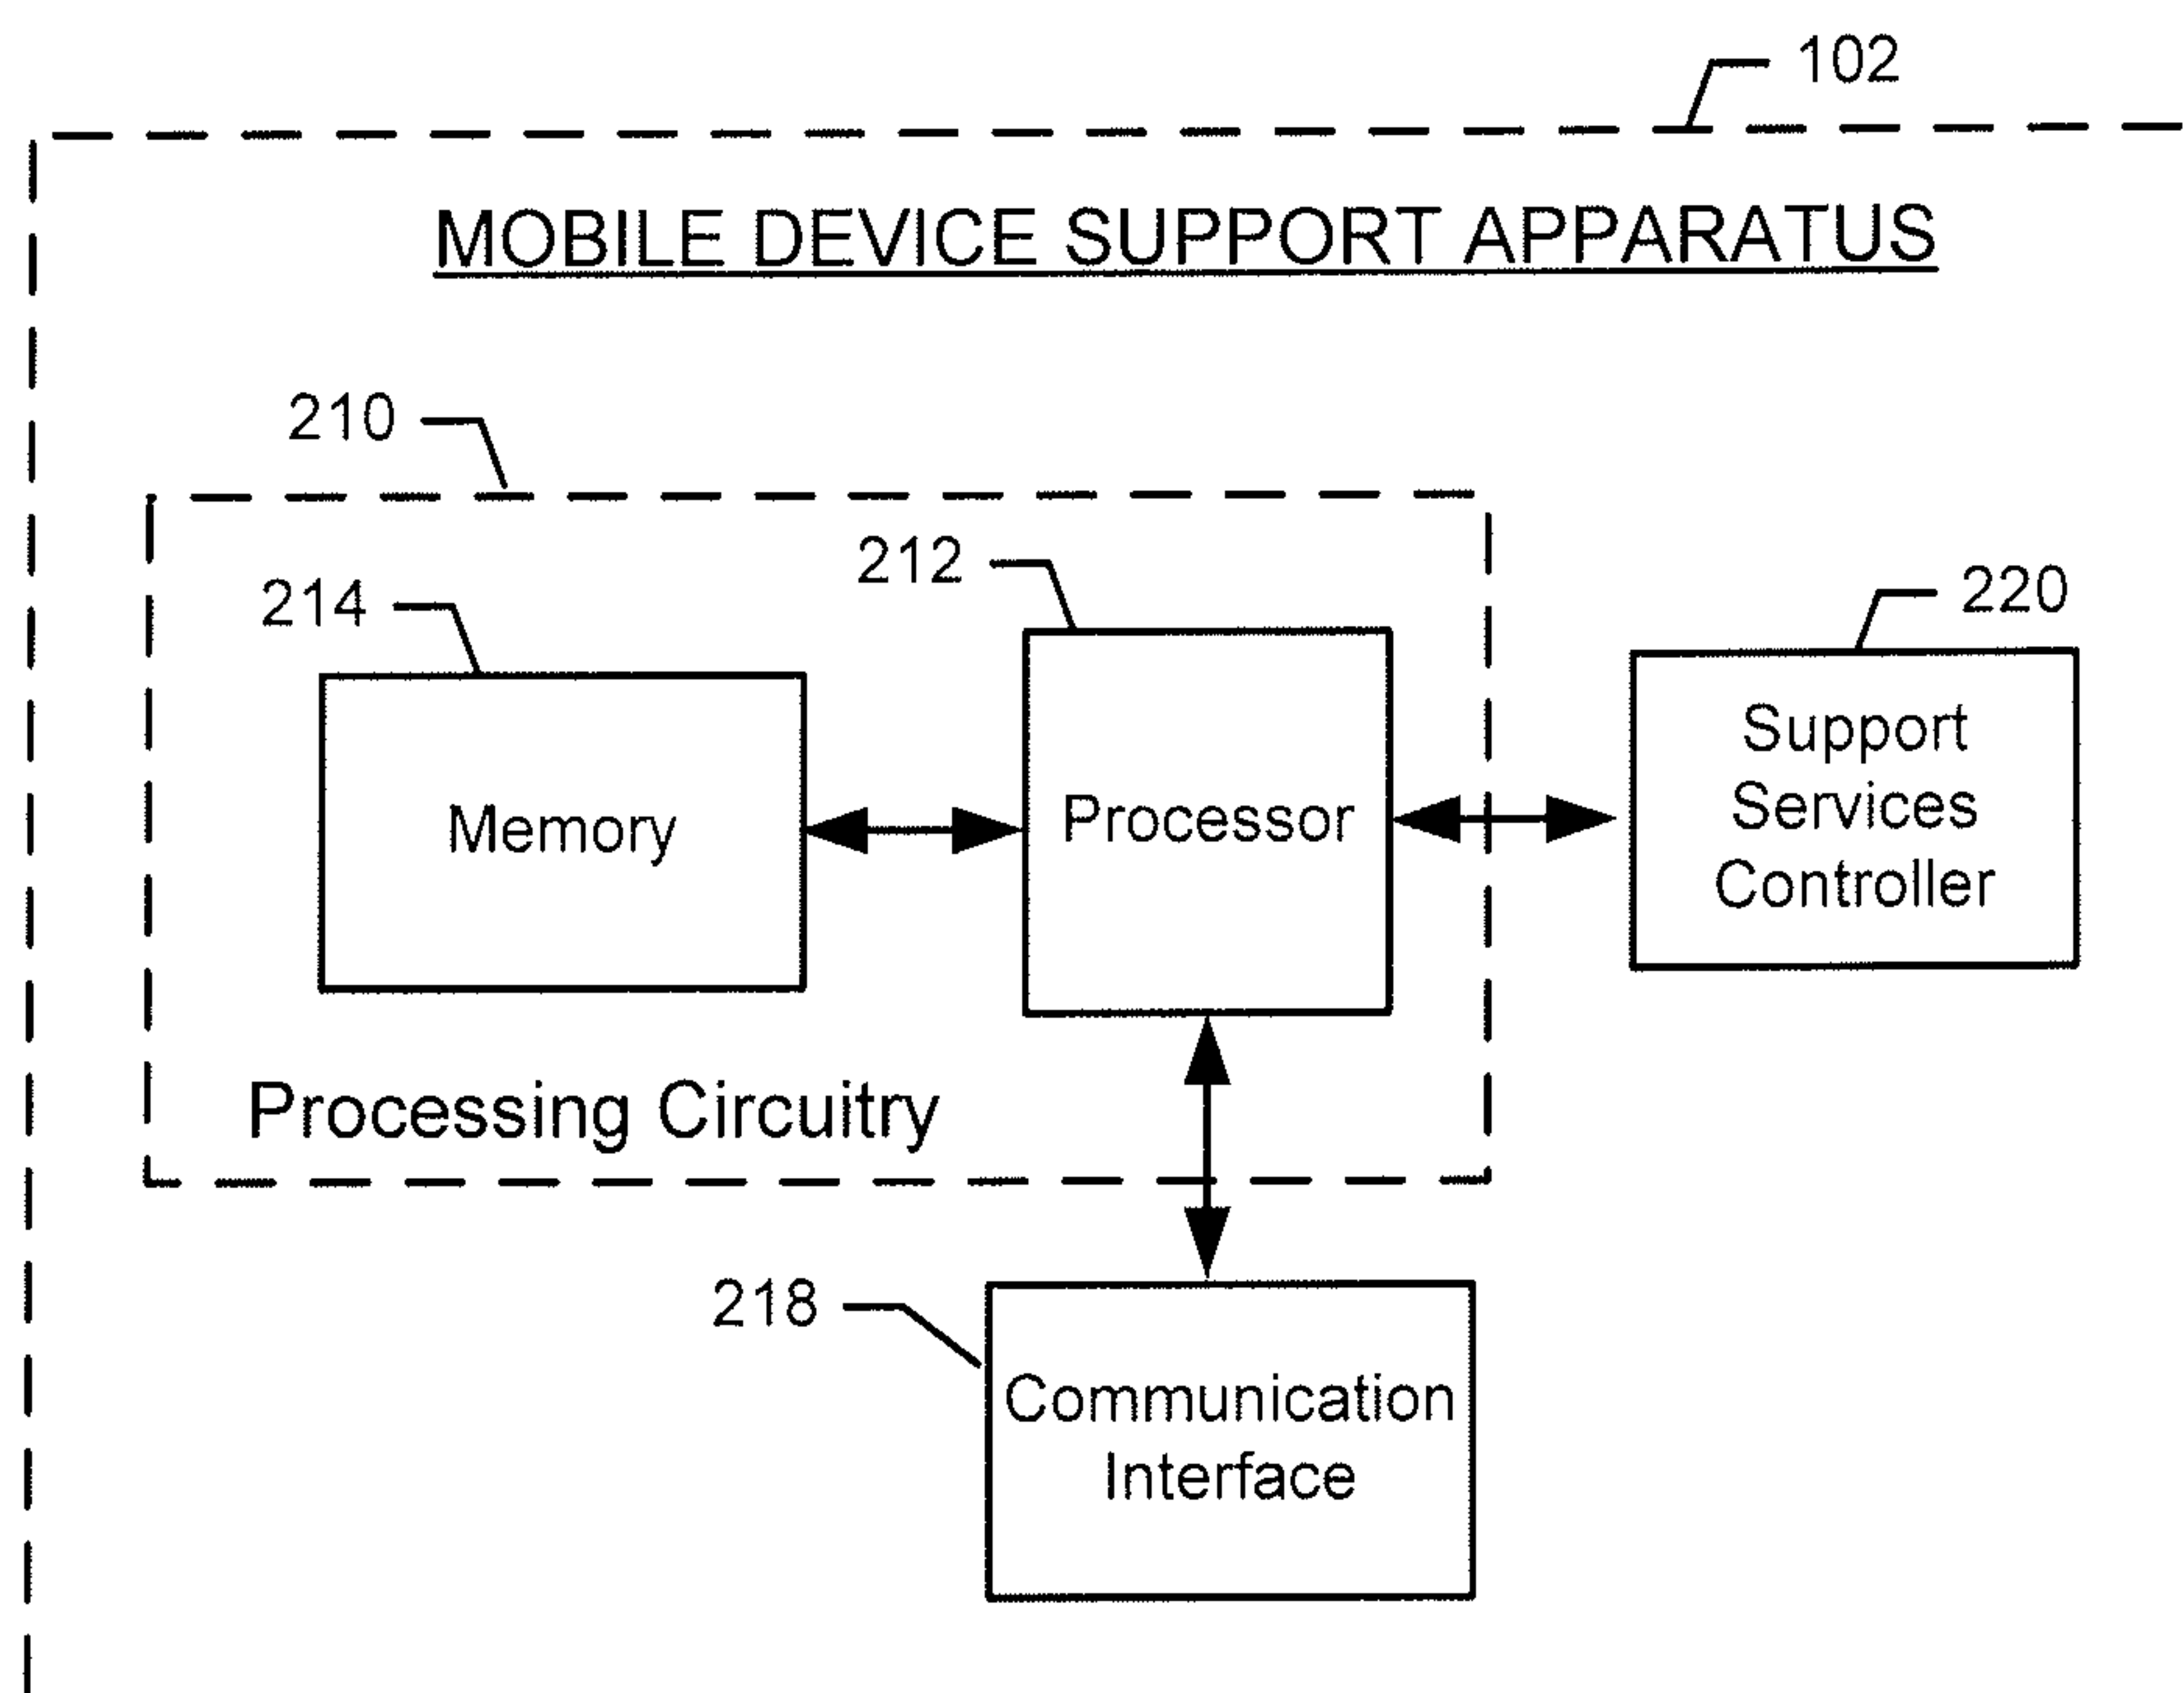 102
MOBILE DEVICE SUPPORT APPARATUS
210
212
214
220
Support
Services
Controller
Processor
Memory
Processing Circuitry
218
Communication
Interface